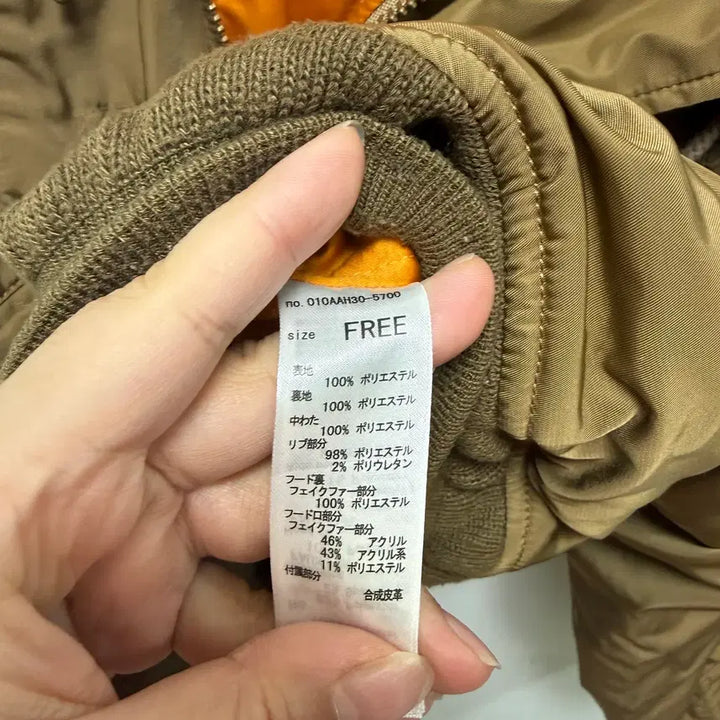 no. 010AAH30-5700
size FREE
表地
100% ポリエステル
裏地
100% ポリエステル
中わた
100% ポリエステル
リブ部分
98% ポリエステル
2% ポリウレタン
フード裏
フェイクファー部分
100% ポリエステル
フード口部分
フェイクファー部分
46% アクリル
43% アクリル系
11% ポリエステル
付属部分
合成皮革